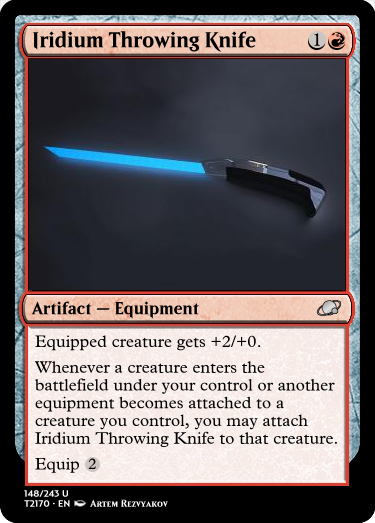 Iridium Throwing Knife 1
Artifact — Equipment
Equipped creature gets +2/+0.
Whenever a creature enters the
battlefield under your control or another
equipment becomes attached to a
creature you control, you may attach
Iridium Throwing Knife to that creature.
Equip 2
148/243 U
T2170 · EN Artem Rezvyakov